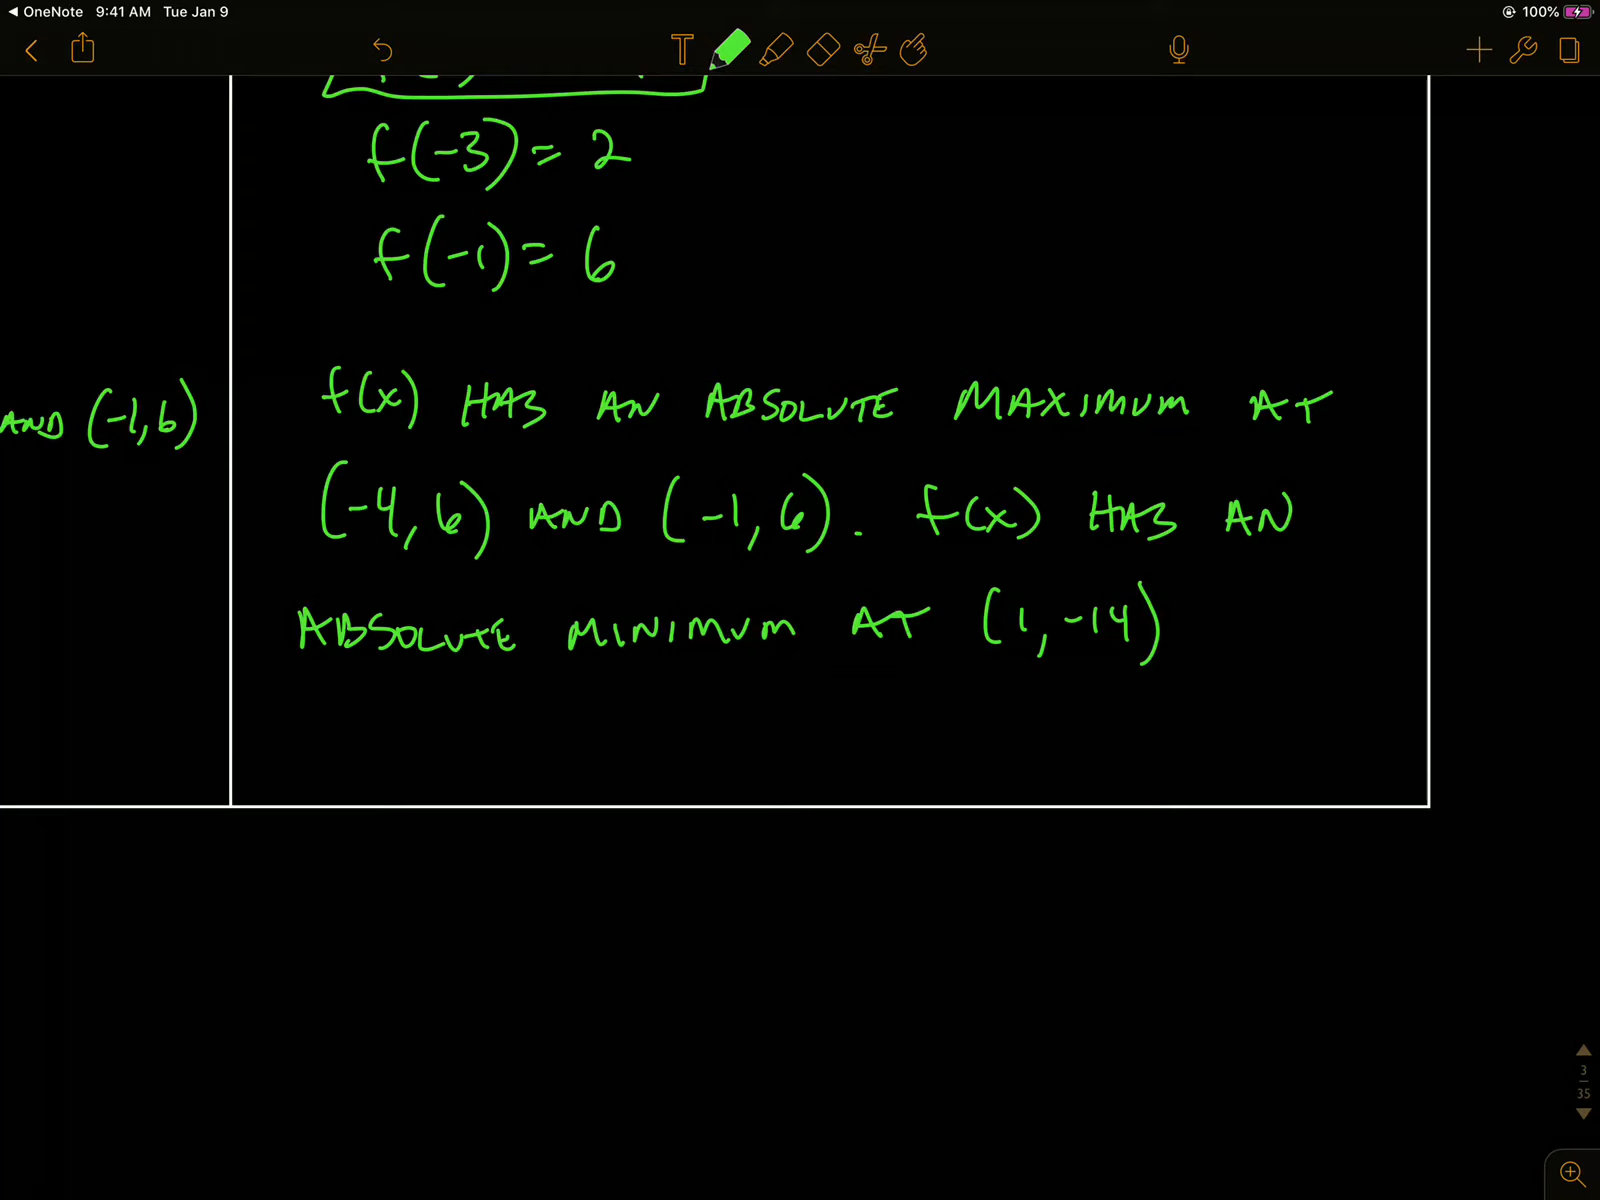 ◀ OneNote 9:41 AM Tue Jan 9
100%
f(-3) = 2
f(-1) = 6
AND (-1, 6)
f(x) HAS AN ABSOLUTE MAXIMUM AT
(-4, 6) AND (-1, 6). f(x) HAS AN
ABSOLUTE MINIMUM AT (1, -14)
3
35